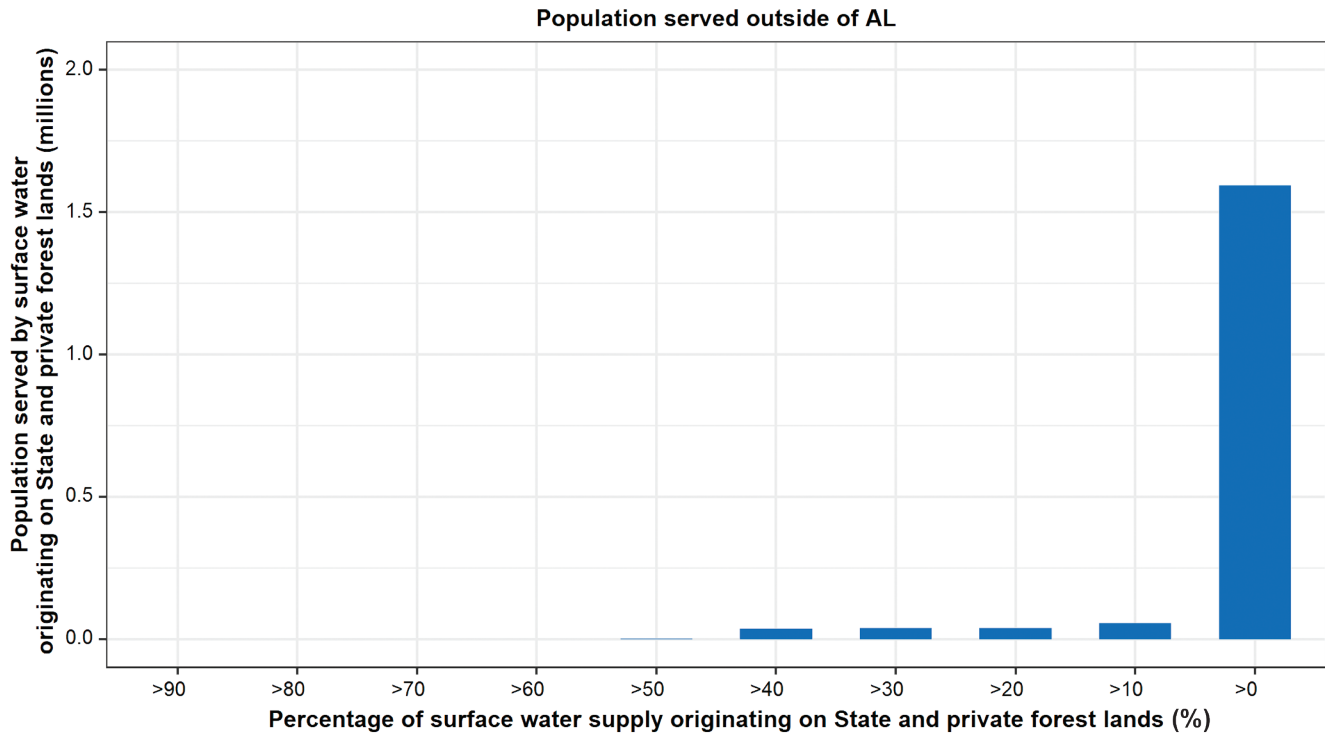 Population served outside of AL
Population served by surface water
originating on State and private forest lands (millions)
2.0
1.5
1.0
0.5
0.0
>90 >80 >70 >60 >50 >40 >30 >20 >10 >0
Percentage of surface water supply originating on State and private forest lands (%)